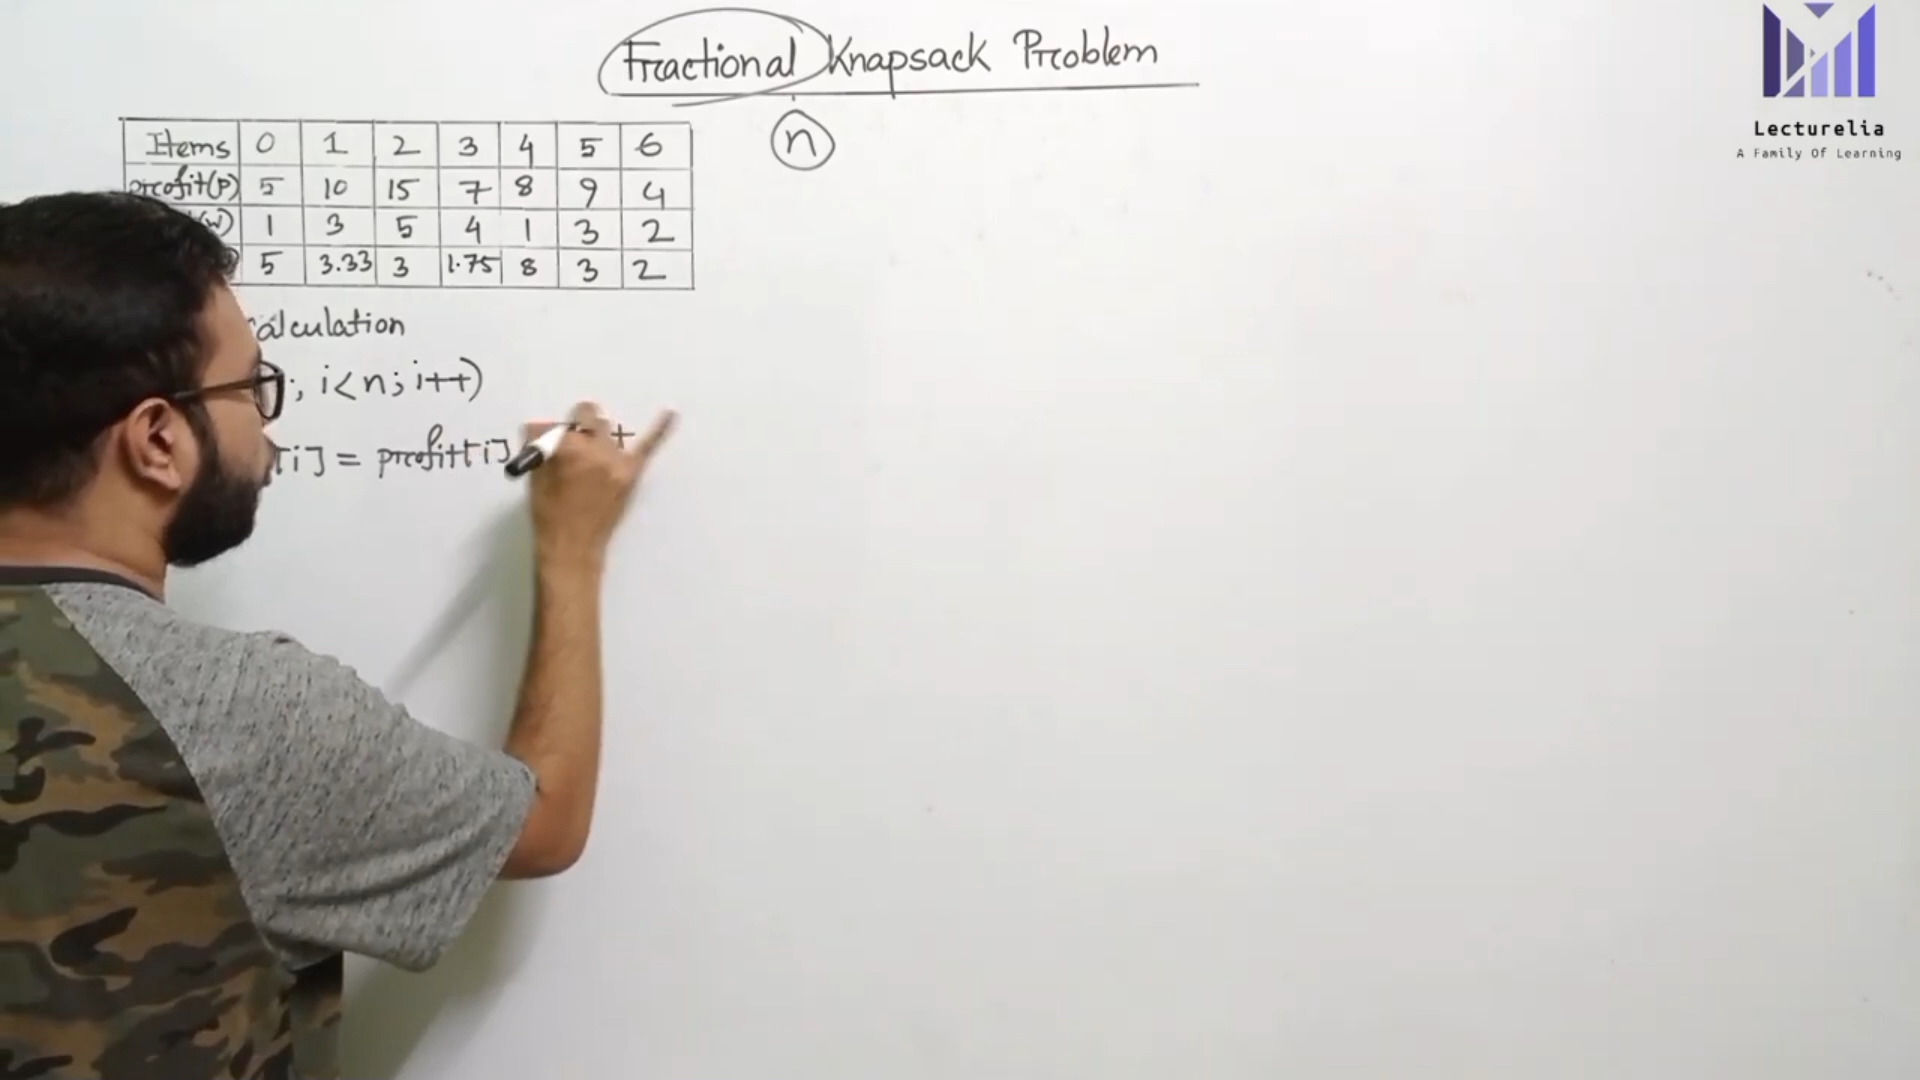 Fractional Knapsack Problem
n
Items 0 1 2 3 4 5 6
profit(p) 5 10 15 7 8 9 4
(w) 1 3 5 4 1 3 2
5 3.33 3 1.75 8 3 2
calculation
; i<n; i++)
[i] = profit[i]
Lecturelia
A Family Of Learning